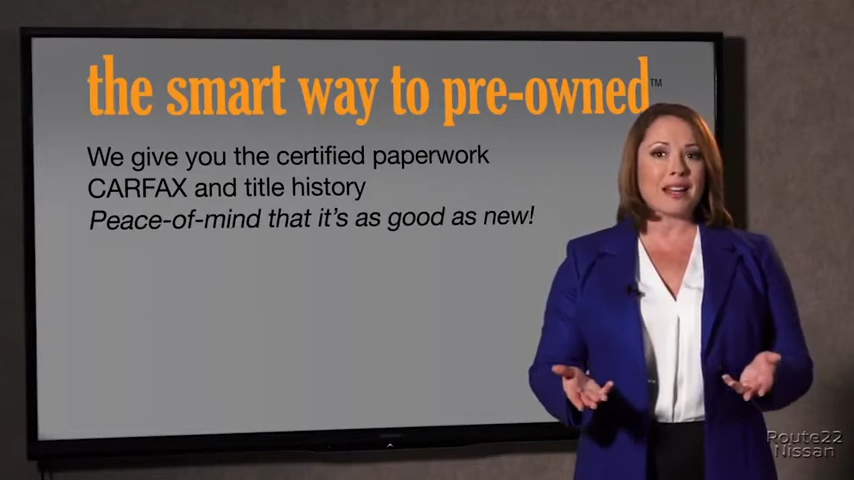 the smart way to pre-owned™
We give you the certified paperwork
CARFAX and title history
Peace-of-mind that it's as good as new!
Route22
Nissan